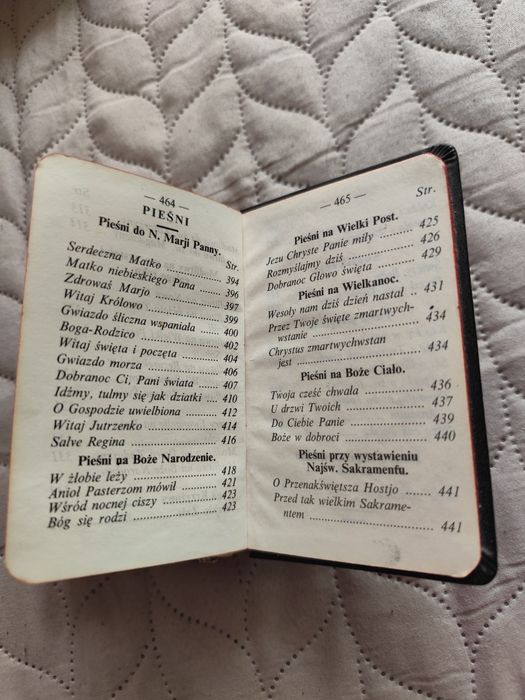 — 464 —
PIEŚNI
Pieśni do N. Marji Panny.
Str.
Serdeczna Matko ............ 394
Matko niebieskiego Pana ... 396
Zdrowaś Marjo ............ 397
Witaj Królowo ............ 399
Gwiazdo śliczna wspaniala ... 400
Boga-Rodzico ............ 402
Witaj święta i poczęta ............ 404
Gwiazdo morza ............ 406
Dobranoc Ci, Pani świata ...... 407
Idźmy, tulmy się jak dziatki ... 410
O Gospodzie uwielbiona ...... 412
Witaj Jutrzenko ............ 414
Salve Regina ............ 416
Pieśni na Boże Narodzenie.
W żłobie leży ............ 418
Anioł Pasterzom mówił ...... 421
Wśród nocnej ciszy ............ 423
Bóg się rodzi ............ 423
— 465 —
Str.
Pieśni na Wielki Post.
Jezu Chryste Panie miły ...... 425
Rozmyślajmy dziś ............ 426
Dobranoc Głowo święta ...... 429
Pieśni na Wielkanoc.
Wesoły nam dziś dzień nastał ... 431
Przez Twoje święte zmartwych-
wstanie ............ 434
Chrystus zmartwychwstan
jest ............ 434
Pieśni na Boże Ciało.
Twoja cześć chwała ............ 436
U drzwi Twoich ............ 437
Do Ciebie Panie ............ 439
Boże w dobroci ............ 440
Pieśni przy wystawieniu
Najśw. Sakramentu.
O Przenakświętsza Hostjo ...... 441
Przed tak wielkim Sakrame-
ntem ............ 441